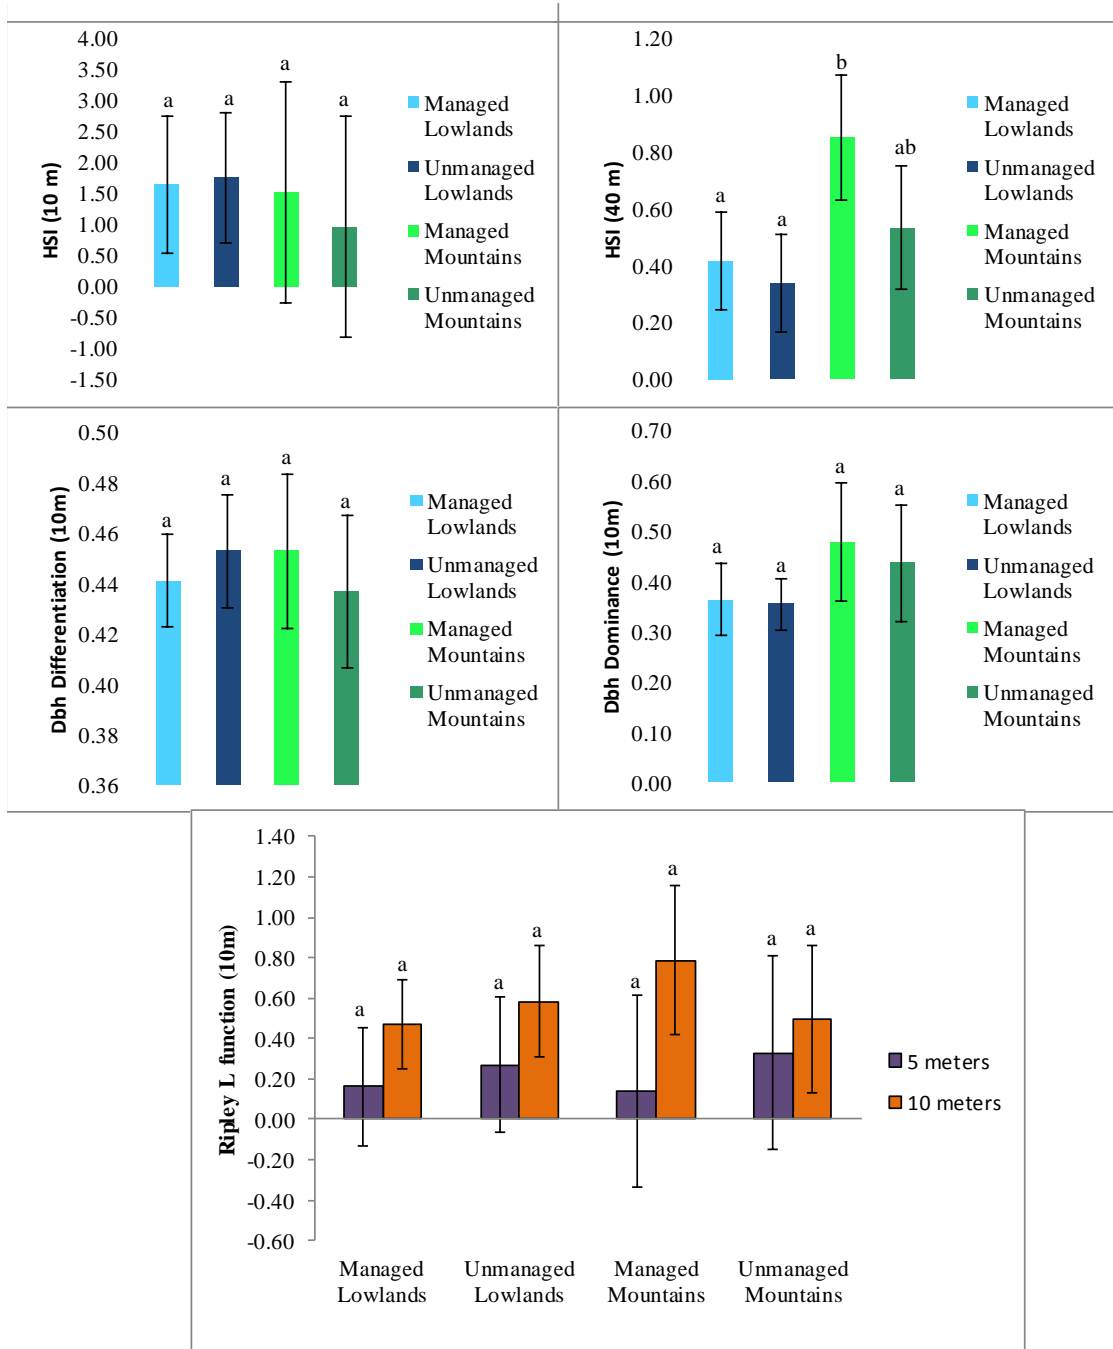 4.00
3.50
3.00
2.50
2.00
1.50
1.00
0.50
0.00
-0.50
-1.00
-1.50
HSI (10 m)
a
a
a
a
Managed
Lowlands
Unmanaged
Lowlands
Managed
Mountains
Unmanaged
Mountains
1.20
1.00
0.80
0.60
0.40
0.20
0.00
HSI (40 m)
a
a
b
ab
Managed
Lowlands
Unmanaged
Lowlands
Managed
Mountains
Unmanaged
Mountains
0.50
0.48
0.46
0.44
0.42
0.40
0.38
0.36
Dbh Differentiation (10m)
a
a
a
a
Managed
Lowlands
Unmanaged
Lowlands
Managed
Mountains
Unmanaged
Mountains
0.70
0.60
0.50
0.40
0.30
0.20
0.10
0.00
Dbh Dominance (10m)
a
a
a
a
Managed
Lowlands
Unmanaged
Lowlands
Managed
Mountains
Unmanaged
Mountains
1.40
1.20
1.00
0.80
0.60
0.40
0.20
0.00
-0.20
-0.40
-0.60
Ripley L function (10m)
a
a
a
a
a
a
a
a
5 meters
10 meters
Managed
Lowlands
Unmanaged
Lowlands
Managed
Mountains
Unmanaged
Mountains